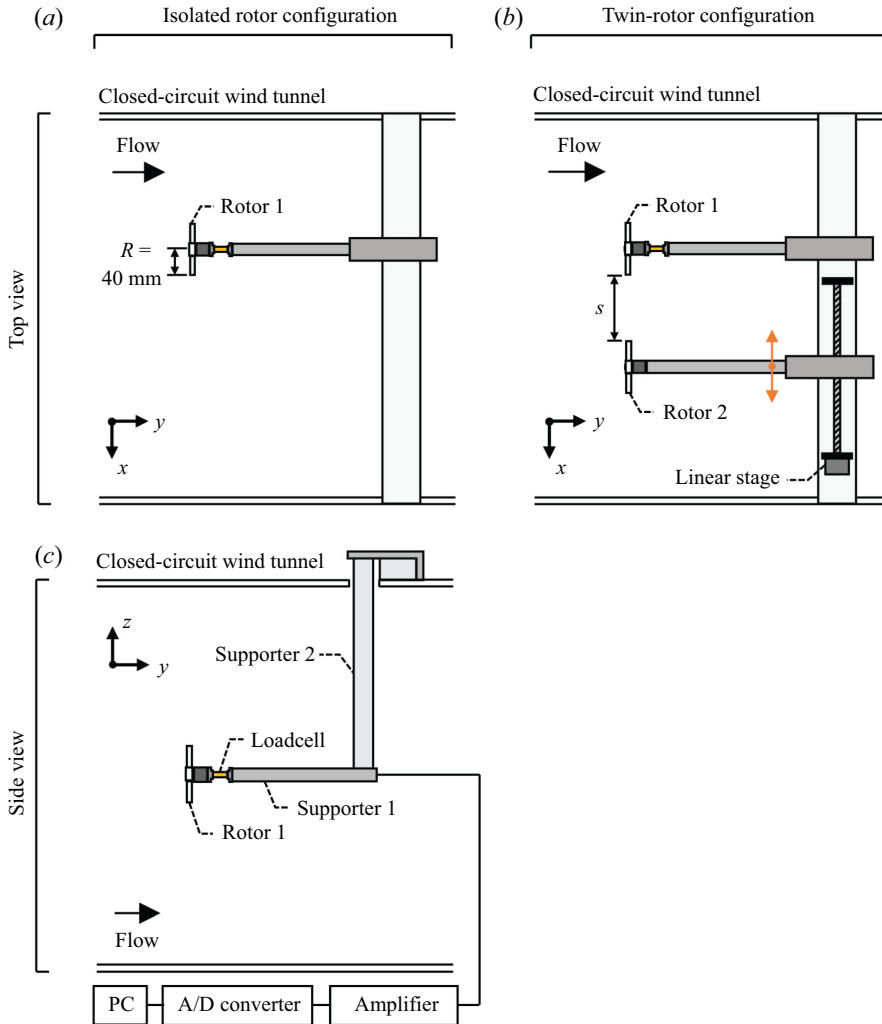 (a)
Isolated rotor configuration
(b)
Twin-rotor configuration
Top view
Closed-circuit wind tunnel
Flow
Rotor 1
R =
40 mm
y
x
Closed-circuit wind tunnel
Flow
Rotor 1
s
Rotor 2
y
x
Linear stage
(c)
Side view
Closed-circuit wind tunnel
z
y
Supporter 2
Loadcell
Supporter 1
Rotor 1
Flow
PC
A/D converter
Amplifier